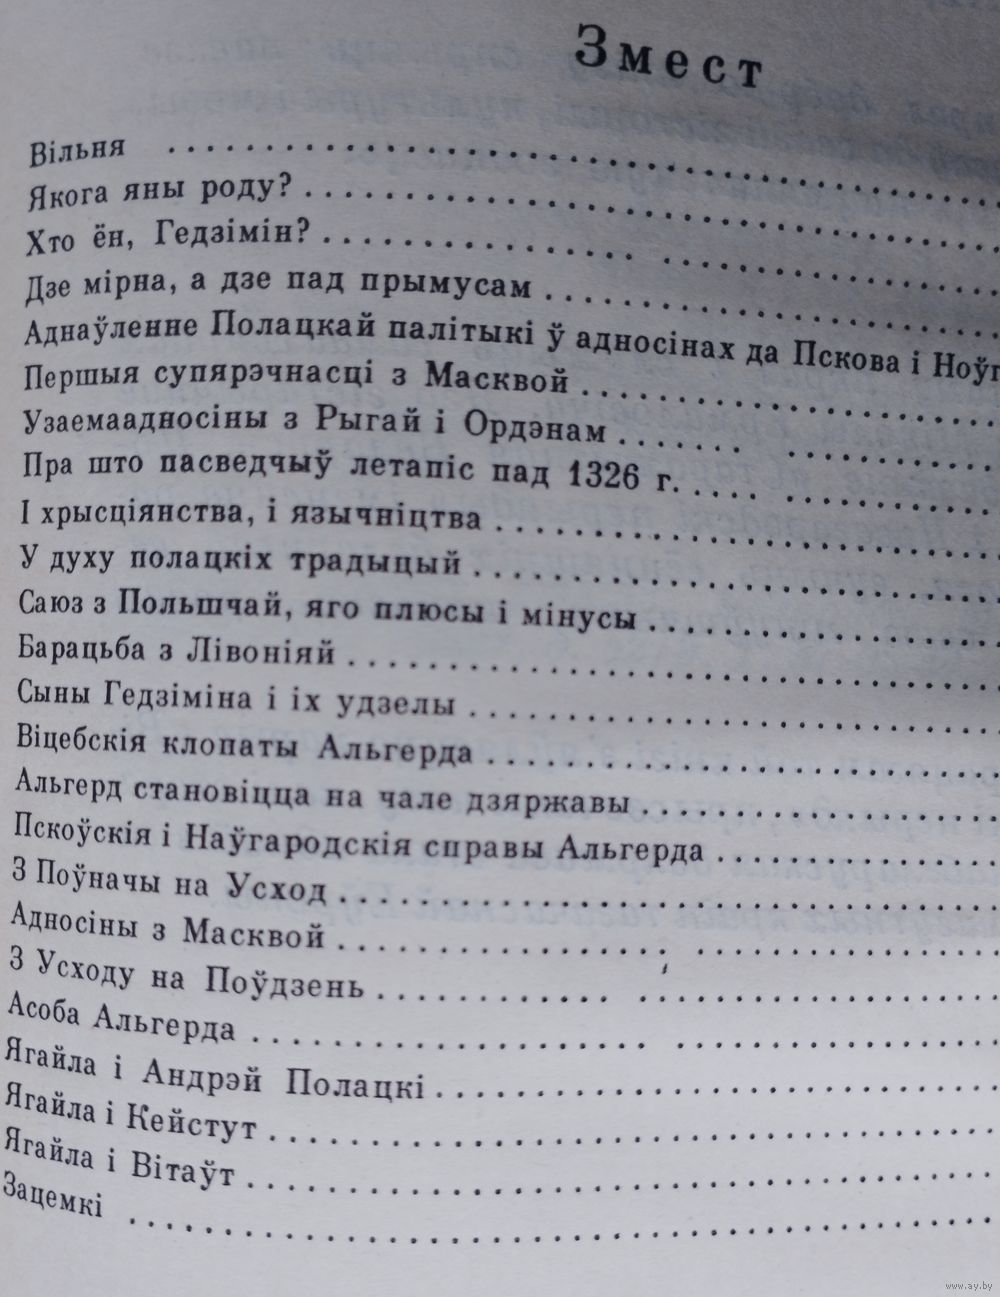 Змест
Вільня
Якога яны роду?
Хто ён, Гедзімін?
Дзе мірна, а дзе пад прымусам
Аднаўленне Полацкай палітыкі ў адносінах да Пскова і Ноўг
Першыя супярэчнасці з Масквой
Узаемаадносіны з Рыгай і Ордэнам
Пра што пасведчыў летапіс пад 1326 г.
І хрысціянства, і язычніцтва
У духу полацкіх традыцый
Саюз з Польшчай, яго плюсы і мінусы
Барацьба з Лівоніяй
Сыны Гедзіміна і іх удзелы
Віцебскія клопаты Альгерда
Альгерд становіцца на чале дзяржавы
Пскоўскія і Наўгародскія справы Альгерда
З Поўначы на Усход
Адносіны з Масквой
З Усходу на Поўдзень
Асоба Альгерда
Ягайла і Андрэй Полацкі
Ягайла і Кейстут
Ягайла і Вітаўт
Зацемкі
www.ay.by